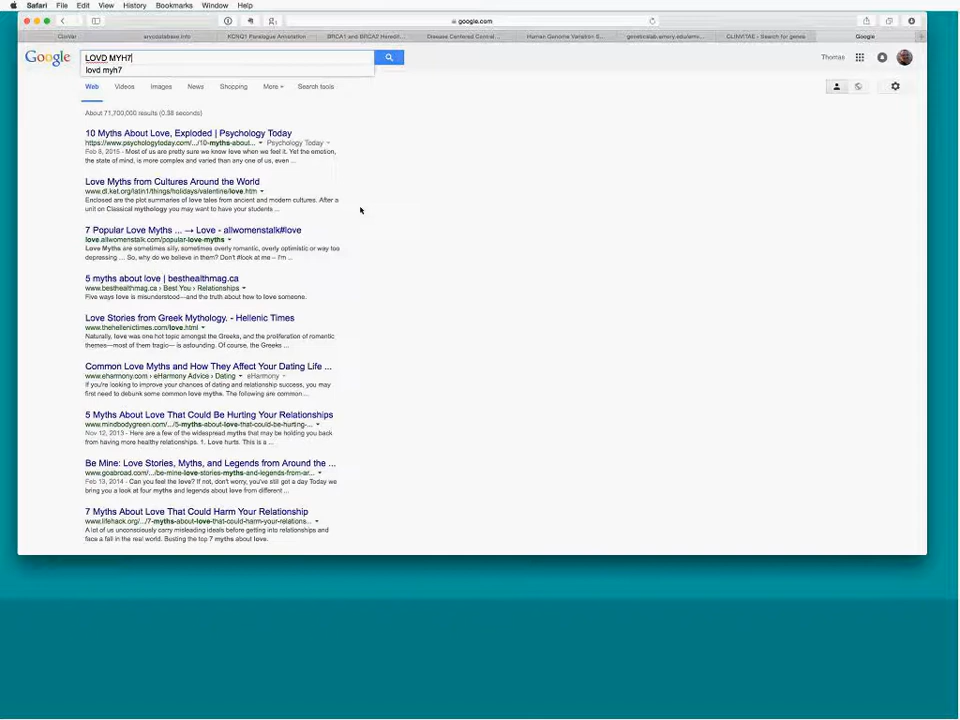 Safari File Edit View History Bookmarks Window Help
google.com
ClinVar arvcdatabase.info KCNQ1 Paralogue Annotation BRCA1 and BRCA2 Heredit... Disease Centered Central... Human Genome Variation S... geneticslab.emory.edu/emv... CLINVITAE - Search for genes Google
Google LOVD MYH7 Thomas
lovd myh7
Web Videos Images News Shopping More Search tools
About 71,700,000 results (0.58 seconds)
10 Myths About Love, Exploded | Psychology Today
https://www.psychologytoday.com/.../10-myths-about... Psychology Today
Feb 8, 2015 - Most of us are pretty sure we know love when we feel it. Yet the emotion,
the state of mind, is more complex and varied than any one of us, even ...
Love Myths from Cultures Around the World
www.dl.ket.org/latin1/things/holidays/valentine/love.htm
Enclosed are the plot summaries of love tales from ancient and modern cultures. After a
unit on Classical mythology you may want to have your students ...
7 Popular Love Myths ... → Love - allwomenstalk#love
love.allwomenstalk.com/popular-love-myths
Love Myths are sometimes silly, sometimes overly romantic, overly optimistic or way too
depressing ... So, why do we believe in them? Don't #look at me – I'm ...
5 myths about love | besthealthmag.ca
www.besthealthmag.ca › Best You › Relationships
Five ways love is misunderstood—and the truth about how to love someone.
Love Stories from Greek Mythology. - Hellenic Times
www.thehellenictimes.com/love.html
Naturally, love was one hot topic amongst the Greeks, and the proliferation of romantic
themes—most of them tragic— is astounding. Of course, the Greeks ...
Common Love Myths and How They Affect Your Dating Life ...
www.eharmony.com › eHarmony Advice › Dating eHarmony
If you're looking to improve your chances of dating and relationship success, you may
first need to debunk some common love myths. The following are common...
5 Myths About Love That Could Be Hurting Your Relationships
www.mindbodygreen.com/.../5-myths-about-love-that-could-be-hurting-...
Nov 12, 2013 - Here are a few of the widespread myths that may be holding you back
from having more healthy relationships. 1. Love hurts. This is a ...
Be Mine: Love Stories, Myths, and Legends from Around the ...
www.goabroad.com/.../be-mine-love-stories-myths-and-legends-from-ar...
Feb 13, 2014 - Can you feel the love? If not, don't worry, you've still got a day Today we
bring you a look at four myths and legends about love from different ...
7 Myths About Love That Could Harm Your Relationship
www.lifehack.org/.../7-myths-about-love-that-could-harm-your-relations...
A lot of us unconsciously carry misleading ideas before getting into relationships and
face a fall in the real world. Busting the top 7 myths about love.